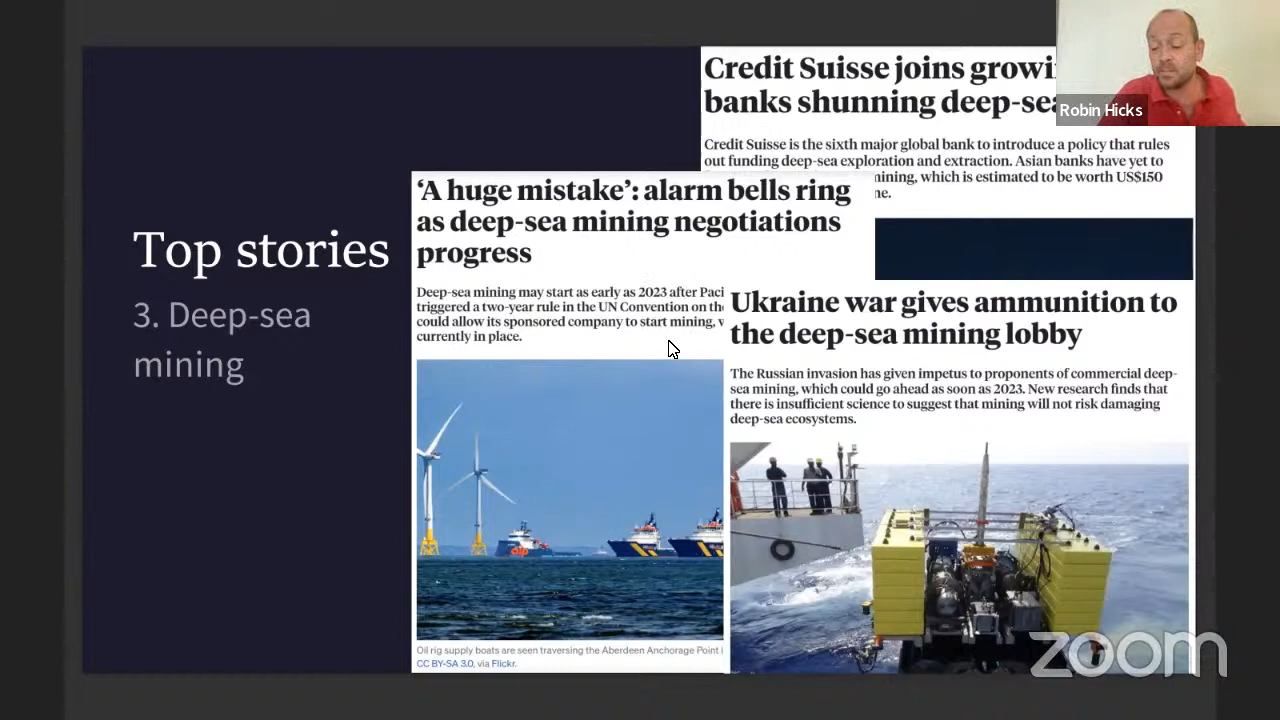 Top stories
3. Deep-sea
mining
Credit Suisse joins
banks shunning
Credit Suisse is the sixth major global bank to introduce a policy that rules
out funding deep-sea exploration and extraction. Asian banks have yet to
mining, which is estimated to be worth US$150
‘A huge mistake’: alarm bells ring
as deep-sea mining negotiations
progress
Deep-sea mining may start as early as 2023 after
triggered a two-year rule in the UN Convention on
could allow its sponsored company to start mining,
currently in place.
Oil rig supply boats are seen traversing the Aberdeen Anchorage Point
CC BY-SA 3.0, via Flickr.
Ukraine war gives ammunition to
the deep-sea mining lobby
The Russian invasion has given impetus to proponents of commercial deep-
sea mining, which could go ahead as soon as 2023. New research finds that
there is insufficient science to suggest that mining will not risk damaging
deep-sea ecosystems.
Robin Hicks
zoom